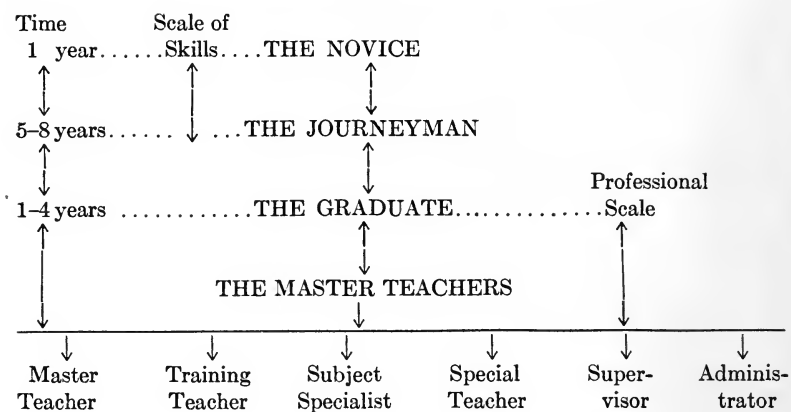 Time Scale of
1 year......Skills....THE NOVICE
5–8 years...... ...THE JOURNEYMAN
Professional
1–4 years ............THE GRADUATE..............Scale
THE MASTER TEACHERS
Master Training Subject Special Super- Adminis-
Teacher Teacher Specialist Teacher visor trator